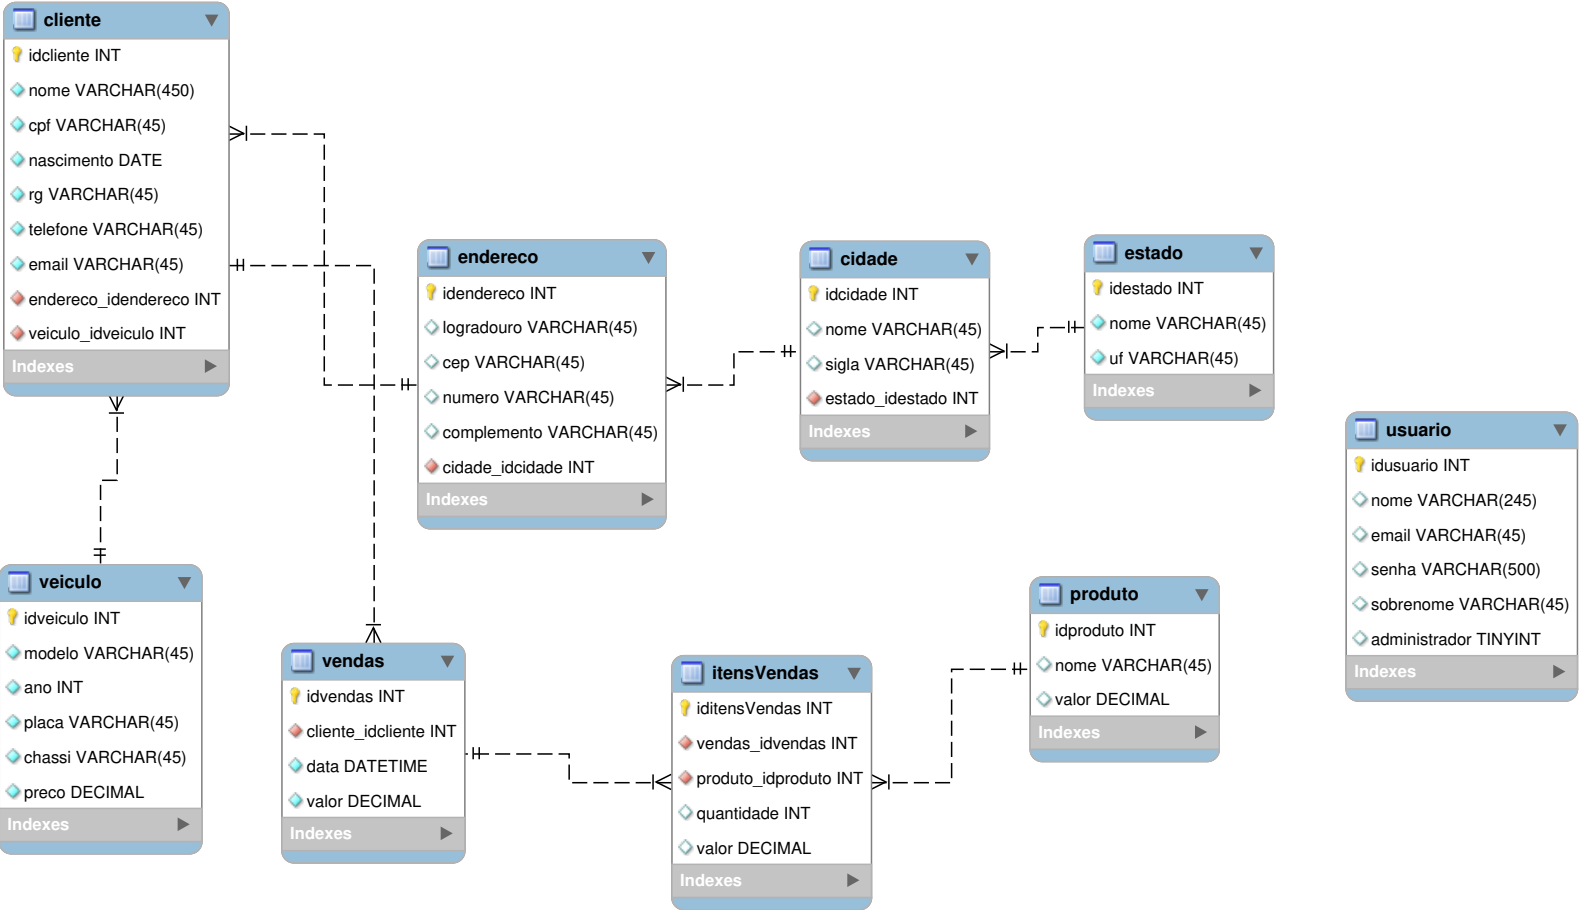 cliente
idcliente INT
nome VARCHAR(450)
cpf VARCHAR(45)
nascimento DATE
rg VARCHAR(45)
telefone VARCHAR(45)
email VARCHAR(45)
endereco_idendereco INT
veiculo_idveiculo INT
Indexes
endereco
idendereco INT
logradouro VARCHAR(45)
cep VARCHAR(45)
numero VARCHAR(45)
complemento VARCHAR(45)
cidade_idcidade INT
Indexes
cidade
idcidade INT
nome VARCHAR(45)
sigla VARCHAR(45)
estado_idestado INT
Indexes
estado
idestado INT
nome VARCHAR(45)
uf VARCHAR(45)
Indexes
usuario
idusuario INT
nome VARCHAR(245)
email VARCHAR(45)
senha VARCHAR(500)
sobrenome VARCHAR(45)
administrador TINYINT
Indexes
veiculo
idveiculo INT
modelo VARCHAR(45)
ano INT
placa VARCHAR(45)
chassi VARCHAR(45)
preco DECIMAL
Indexes
vendas
idvendas INT
cliente_idcliente INT
data DATETIME
valor DECIMAL
Indexes
itensVendas
iditensVendas INT
vendas_idvendas INT
produto_idproduto INT
quantidade INT
valor DECIMAL
Indexes
produto
idproduto INT
nome VARCHAR(45)
valor DECIMAL
Indexes